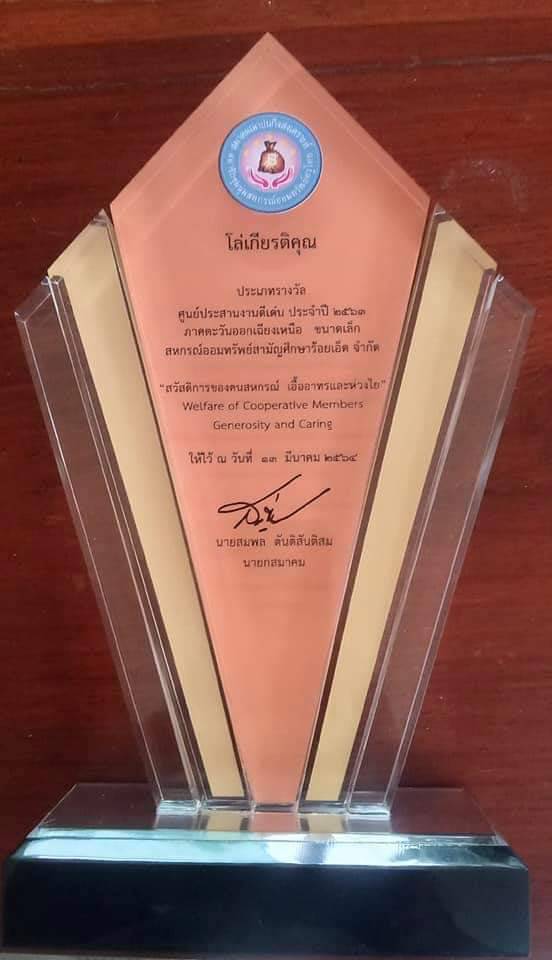 โล่เกียรติคุณ
ประเภทรางวัล
ศูนย์ประสานงานดีเด่น ประจำปี ๒๕๖๓
ภาคตะวันออกเฉียงเหนือ ขนาดเล็ก
สหกรณ์ออมทรัพย์สามัญศึกษาร้อยเอ็ด จำกัด
"สวัสดิการของคนสหกรณ์ เอื้ออาทรและห่วงใย"
Welfare of Cooperative Members
Generosity and Caring
ให้ไว้ ณ วันที่ ๑๓ มีนาคม ๒๕๖๔
นายสมพล ตันติสันติสม
นายกสมาคม